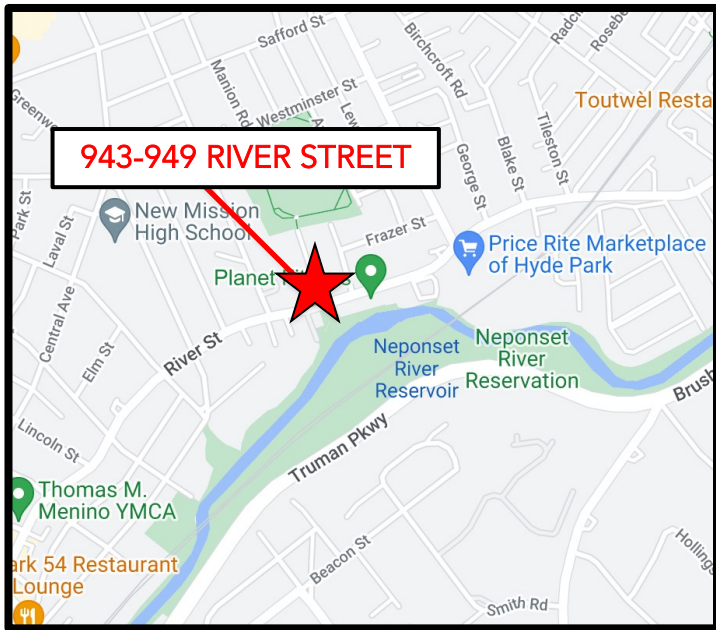 Safford St
Birchcroft Rd
Manion Rd
Westminster St
Toutwèl Resta
Tileston St
Blake St
George St
943-949 RIVER STREET
Park St
Laval St
New Mission
High School
Frazer St
Price Rite Marketplace
of Hyde Park
Planet
Central Ave
Elm St
River St
Neponset
River
Reservoir
Neponset
River
Reservation
Brush
Lincoln St
Truman Pkwy
Thomas M.
Menino YMCA
ark 54 Restaurant
Lounge
Beacon St
Smith Rd
Hollings
Greenw
Radcl
Rosebe
Lew